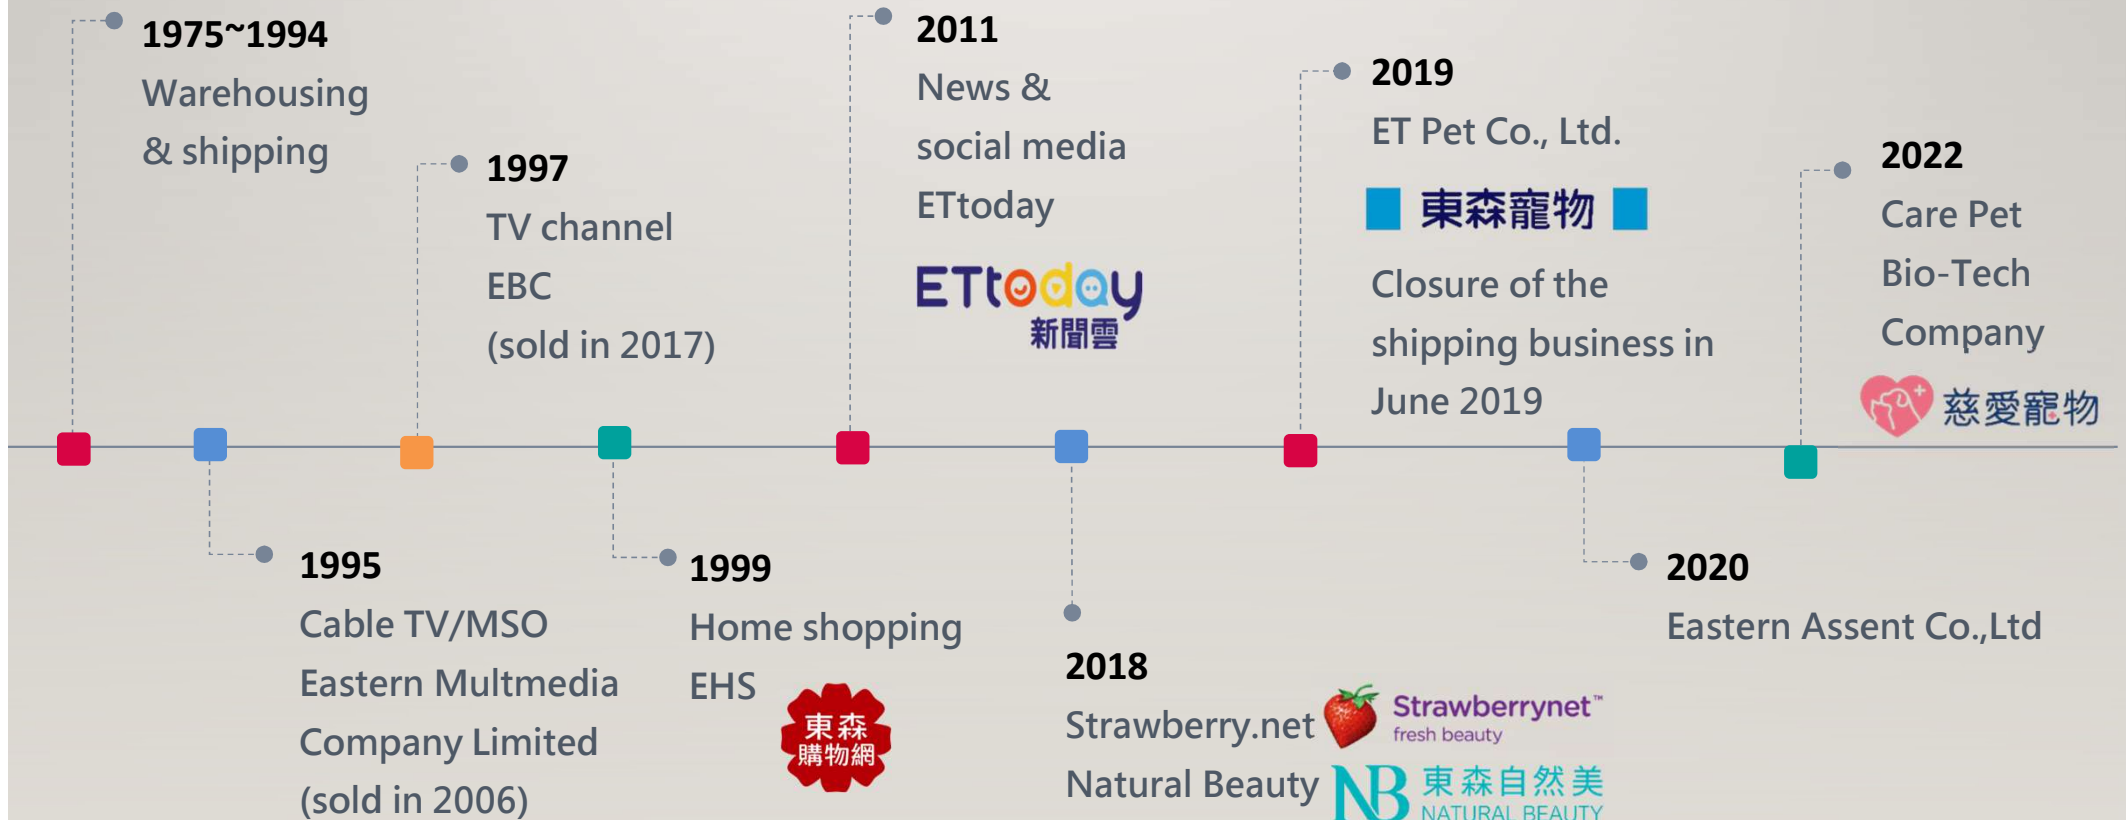 1975~1994
Warehousing
& shipping
1995
Cable TV/MSO
Eastern Multmedia
Company Limited
(sold in 2006)
1997
TV channel
EBC
(sold in 2017)
1999
Home shopping
EHS
東森
購物網
2011
News &
social media
ETtoday
ETtoday
新聞雲
2018
Strawberry.net
Natural Beauty
Strawberrynet™
fresh beauty
NB 東森自然美
NATURAL BEAUTY
2019
ET Pet Co., Ltd.
東森寵物
Closure of the
shipping business in
June 2019
2020
Eastern Assent Co.,Ltd
2022
Care Pet
Bio-Tech
Company
慈愛寵物